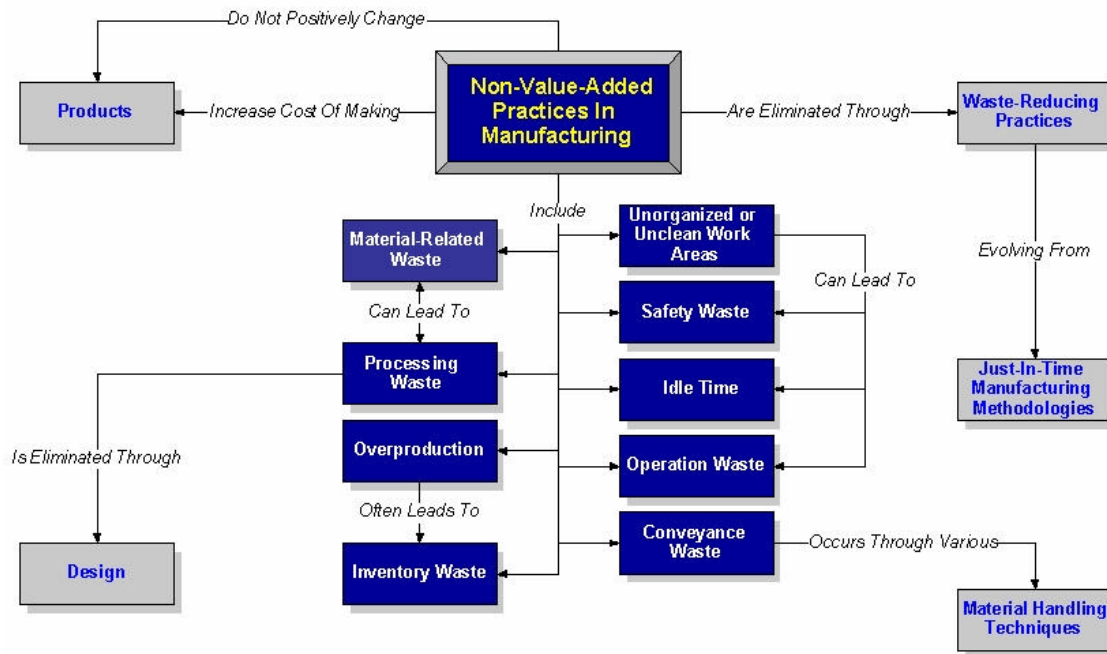 Do Not Positively Change
Non-Value-Added
Practices In
Manufacturing
Products
Increase Cost Of Making
Are Eliminated Through
Waste-Reducing
Practices
Include
Material-Related
Waste
Unorganized or
Unclean Work
Areas
Evolving From
Can Lead To
Can Lead To
Safety Waste
Processing
Waste
Idle Time
Just-In-Time
Manufacturing
Methodologies
Is Eliminated Through
Overproduction
Operation Waste
Often Leads To
Conveyance
Waste
Occurs Through Various
Design
Inventory Waste
Material Handling
Techniques